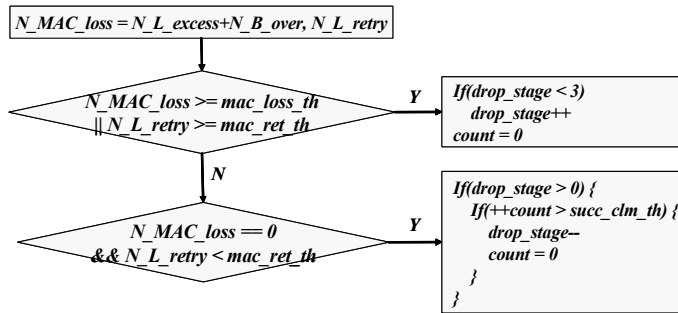 N_MAC_loss = N_L_excess+N_B_over, N_L_retry
N_MAC_loss >= mac_loss_th
|| N_L_retry >= mac_ret_th
Y
If(drop_stage < 3)
drop_stage++
count = 0
N
N_MAC_loss == 0
&& N_L_retry < mac_ret_th
Y
If(drop_stage > 0) {
If(++count > succ_clm_th) {
drop_stage--
count = 0
}
}